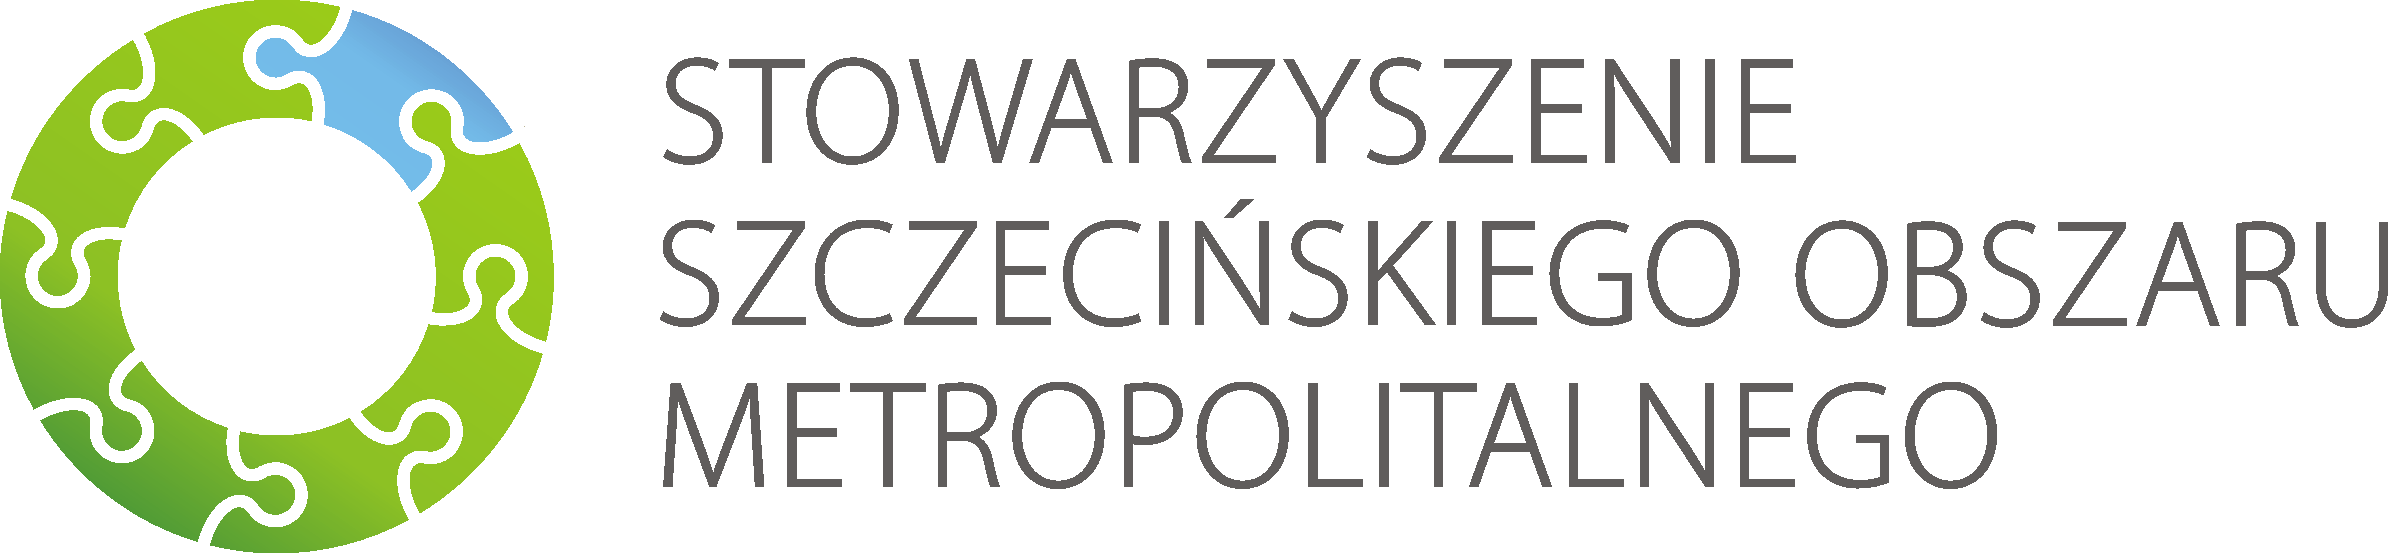 STOWARZYSZENIE
SZCZECIŃSKIEGO OBSZARU
METROPOLITALNEGO